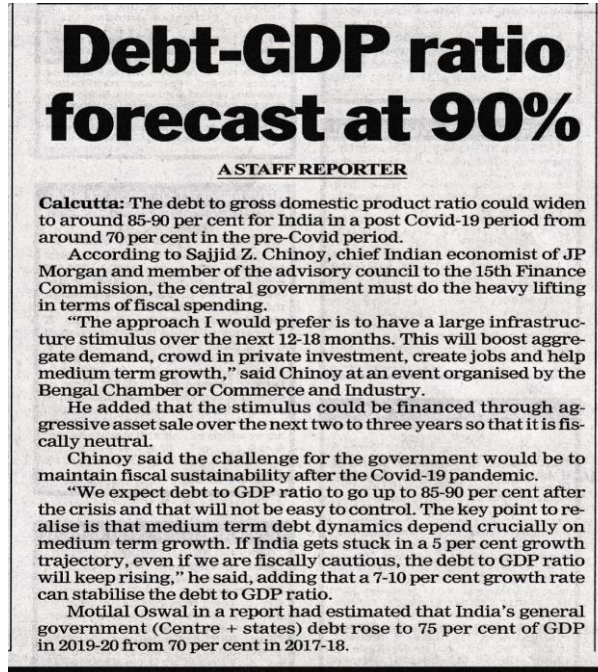 Debt-GDP ratio
forecast at 90%
A STAFF REPORTER
Calcutta: The debt to gross domestic product ratio could widen
to around 85-90 per cent for India in a post Covid-19 period from
around 70 per cent in the pre-Covid period.
According to Sajjid Z. Chinoy, chief Indian economist of JP
Morgan and member of the advisory council to the 15th Finance
Commission, the central government must do the heavy lifting
in terms of fiscal spending.
“The approach I would prefer is to have a large infrastruc-
ture stimulus over the next 12-18 months. This will boost aggre-
gate demand, crowd in private investment, create jobs and help
medium term growth,” said Chinoy at an event organised by the
Bengal Chamber or Commerce and Industry.
He added that the stimulus could be financed through ag-
gressive asset sale over the next two to three years so that it is fis-
cally neutral.
Chinoy said the challenge for the government would be to
maintain fiscal sustainability after the Covid-19 pandemic.
“We expect debt to GDP ratio to go up to 85-90 per cent after
the crisis and that will not be easy to control. The key point to re-
alise is that medium term debt dynamics depend crucially on
medium term growth. If India gets stuck in a 5 per cent growth
trajectory, even if we are fiscally cautious, the debt to GDP ratio
will keep rising,” he said, adding that a 7-10 per cent growth rate
can stabilise the debt to GDP ratio.
Motilal Oswal in a report had estimated that India’s general
government (Centre + states) debt rose to 75 per cent of GDP
in 2019-20 from 70 per cent in 2017-18.